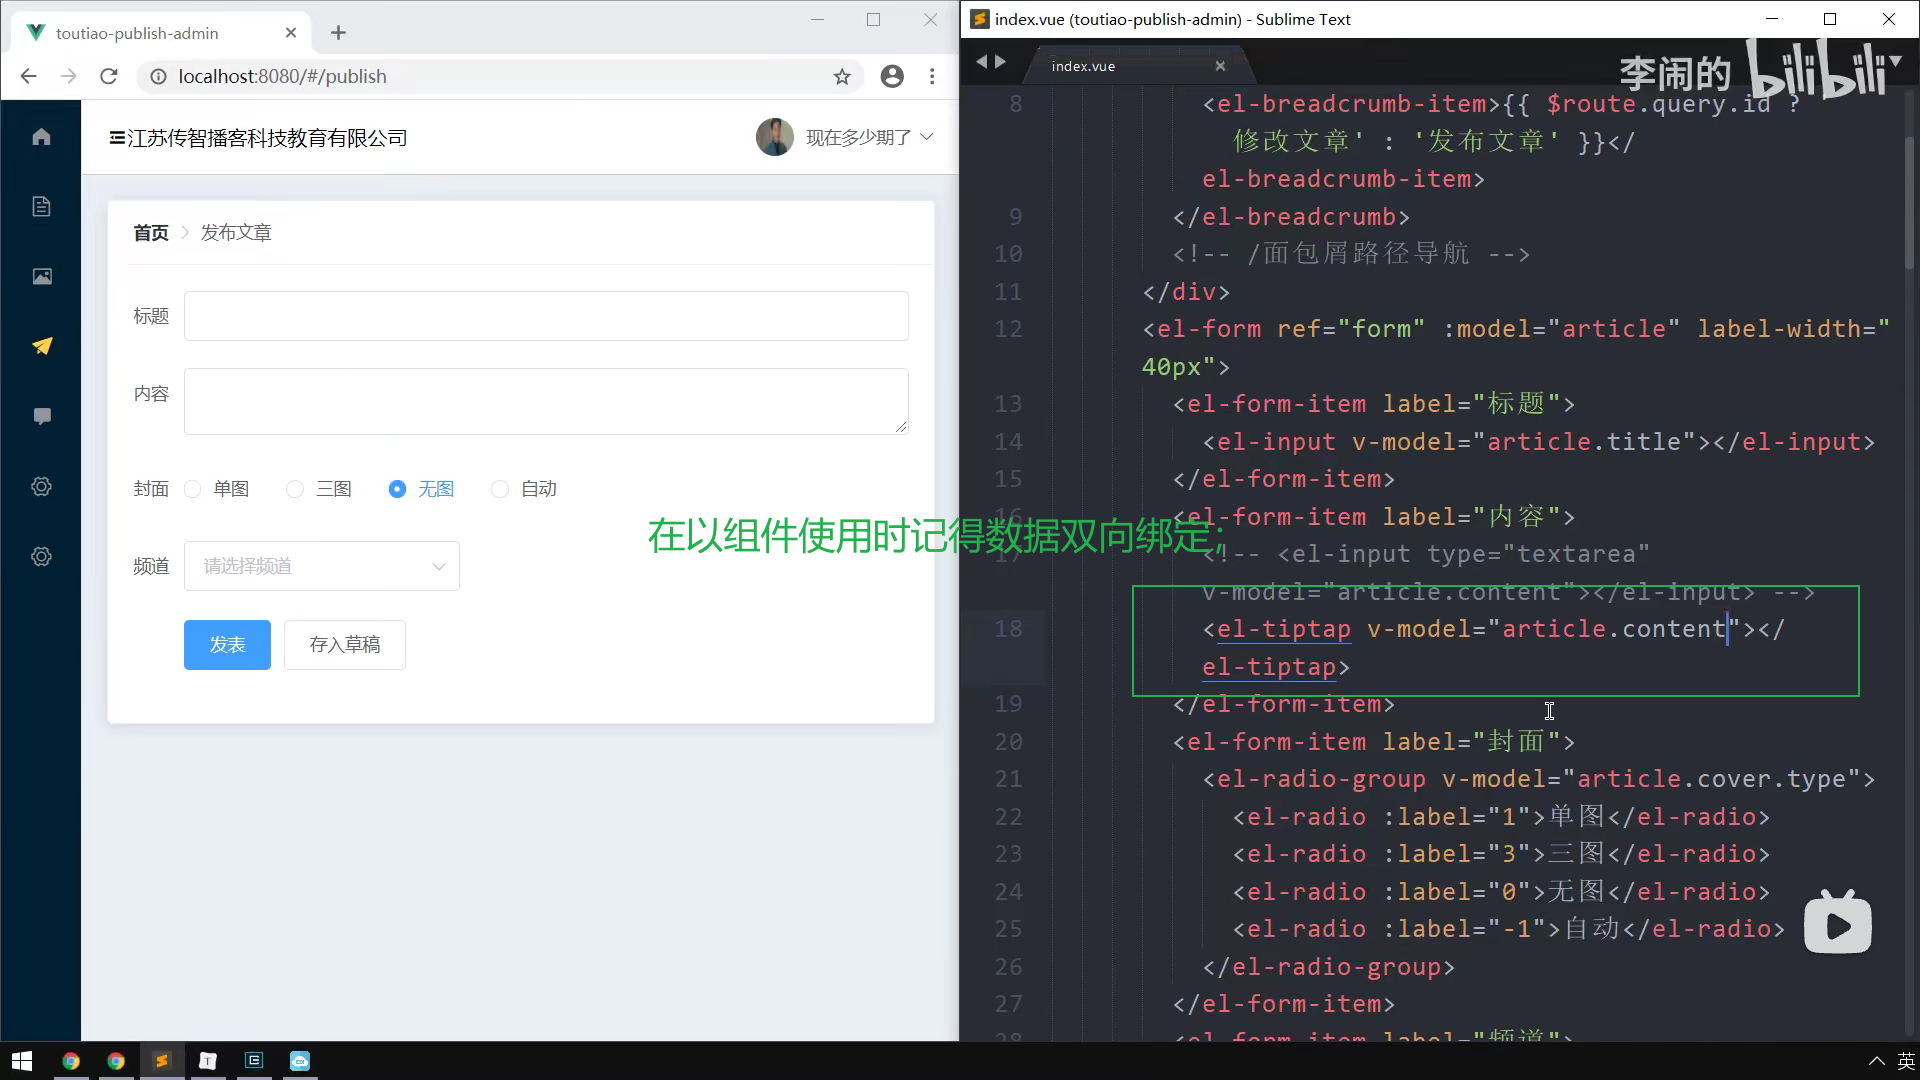 toutiao-publish-admin
localhost:8080/#/publish
江苏传智播客科技教育有限公司
现在多少期了
首页
发布文章
标题
内容
封面
单图
三图
无图
自动
频道
请选择频道
发表
存入草稿
在以组件使用时记得数据双向绑定;
index.vue (toutiao-publish-admin) - Sublime Text
index.vue
李闹的 bilibili
8 <el-breadcrumb-item>{{ $route.query.id ?
修改文章' : '发布文章' }}</
el-breadcrumb-item>
9 </el-breadcrumb>
10 <!-- /面包屑路径导航 -->
11 </div>
12 <el-form ref="form" :model="article" label-width="
40px">
13 <el-form-item label="标题">
14 <el-input v-model="article.title"></el-input>
15 </el-form-item>
16 <el-form-item label="内容">
17 <!-- <el-input type="textarea"
v-model="article.content"></el-input> -->
18 <el-tiptap v-model="article.content"></
el-tiptap>
19 </el-form-item>
20 <el-form-item label="封面">
21 <el-radio-group v-model="article.cover.type">
22 <el-radio :label="1">单图</el-radio>
23 <el-radio :label="3">三图</el-radio>
24 <el-radio :label="0">无图</el-radio>
25 <el-radio :label="-1">自动</el-radio>
26 </el-radio-group>
27 </el-form-item>
28 <el-form-item label="频道">
英